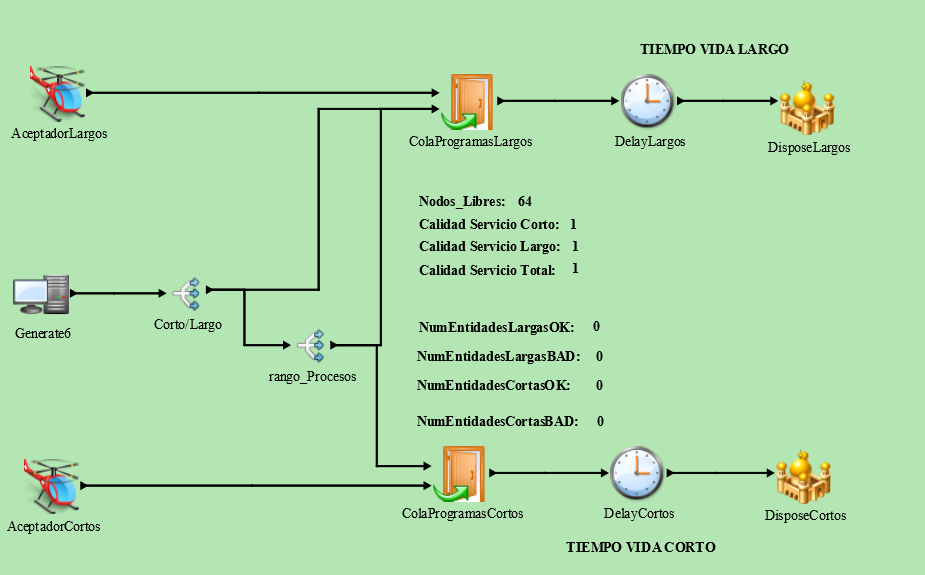 TIEMPO VIDA LARGO
AceptadorLargos
ColaProgramasLargos
DelayLargos
DisposeLargos
Nodos_Libres: 64
Calidad Servicio Corto: 1
Calidad Servicio Largo: 1
Calidad Servicio Total: 1
Generate6
Corto/Largo
rango_Procesos
NumEntidadesLargasOK: 0
NumEntidadesLargasBAD: 0
NumEntidadesCortasOK: 0
NumEntidadesCortasBAD: 0
AceptadorCortos
ColaProgramasCortos
DelayCortos
DisposeCortos
TIEMPO VIDA CORTO